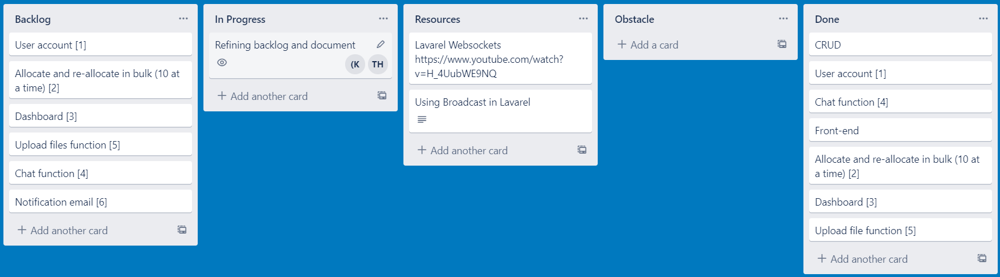 Backlog
User account [1]
Allocate and re-allocate in bulk (10 at
a time) [2]
Dashboard [3]
Upload files function [5]
Chat function [4]
Notification email [6]
Add another card
In Progress
Refining backlog and document
(K TH
Add another card
Resources
Lavarel Websockets
https://www.youtube.com/watch?
v=H_4UubWE9NQ
Using Broadcast in Lavarel
Add another card
Obstacle
Add a card
Done
CRUD
User account [1]
Chat function [4]
Front-end
Allocate and re-allocate in bulk (10 at
a time) [2]
Dashboard [3]
Upload file function [5]
Add another card